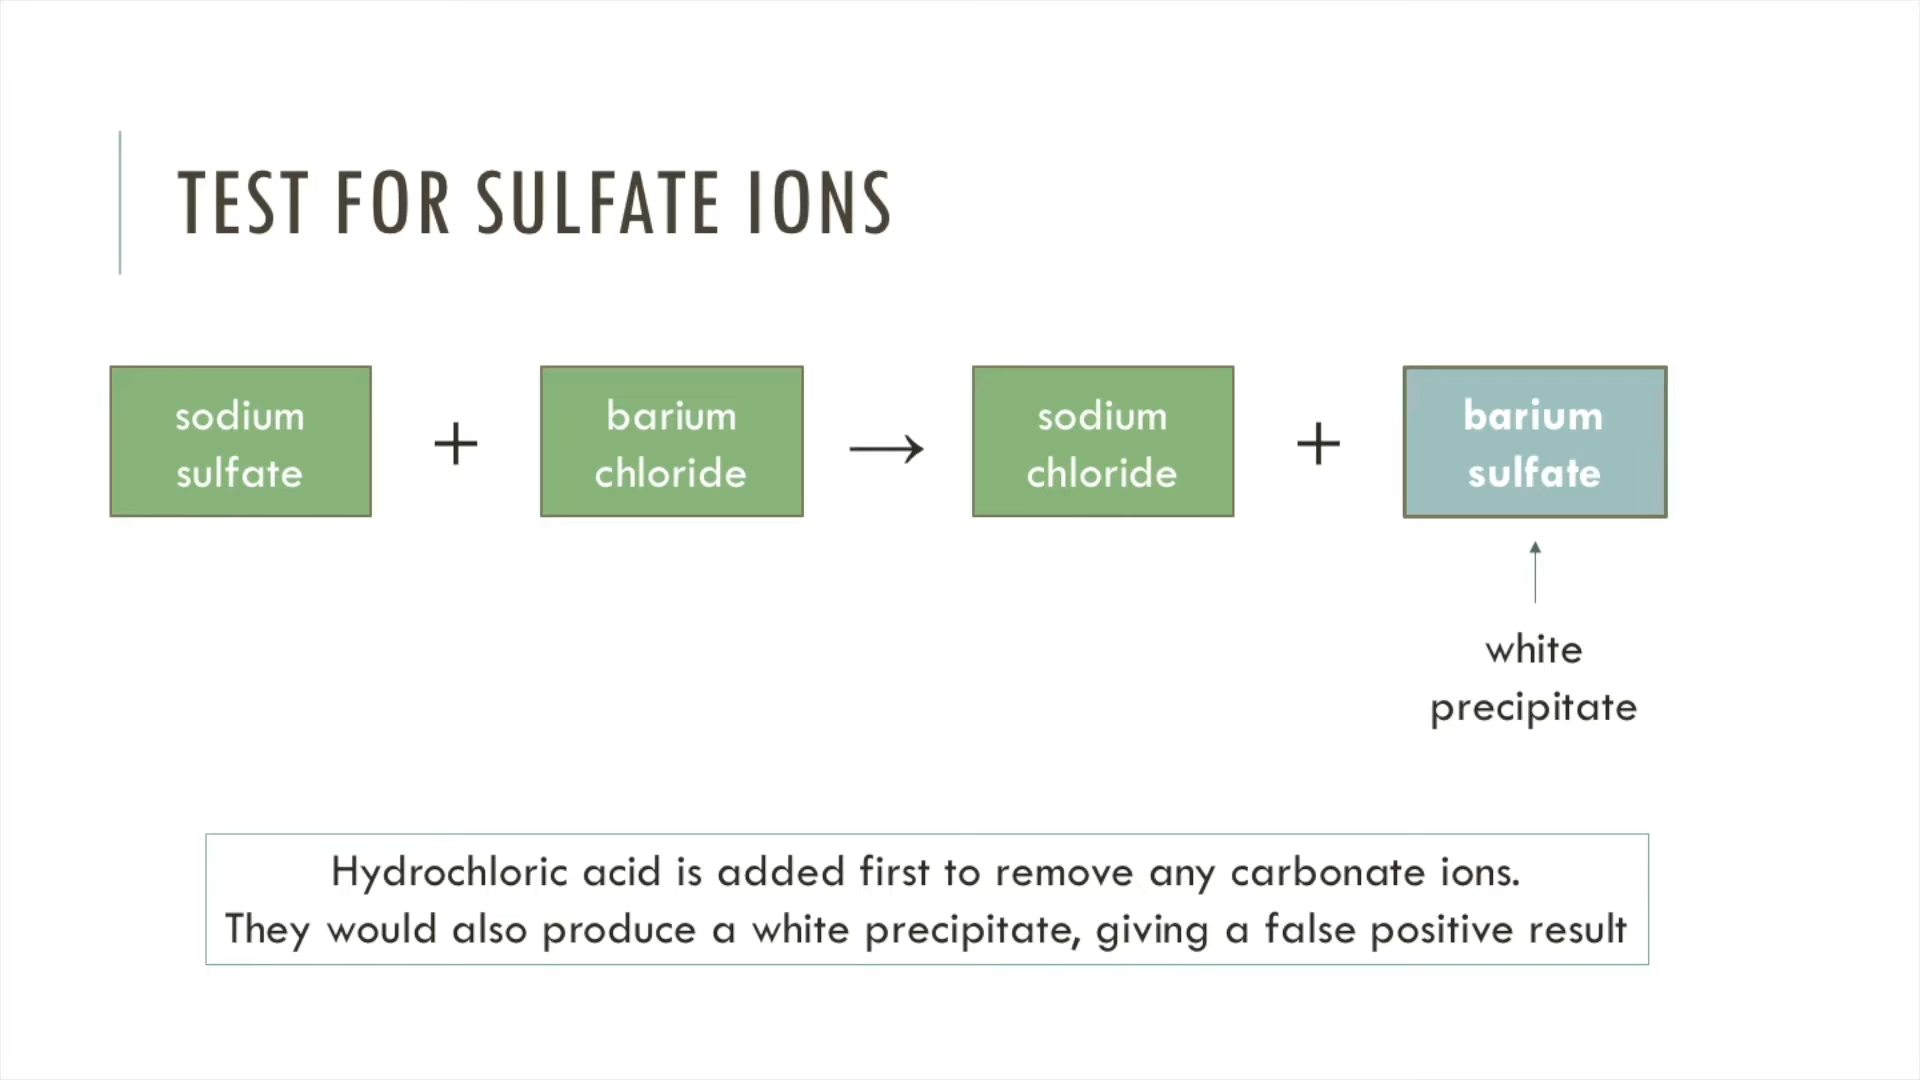 TEST FOR SULFATE IONS
sodium
sulfate
+
barium
chloride
→
sodium
chloride
+
barium
sulfate
white
precipitate
Hydrochloric acid is added first to remove any carbonate ions.
They would also produce a white precipitate, giving a false positive result